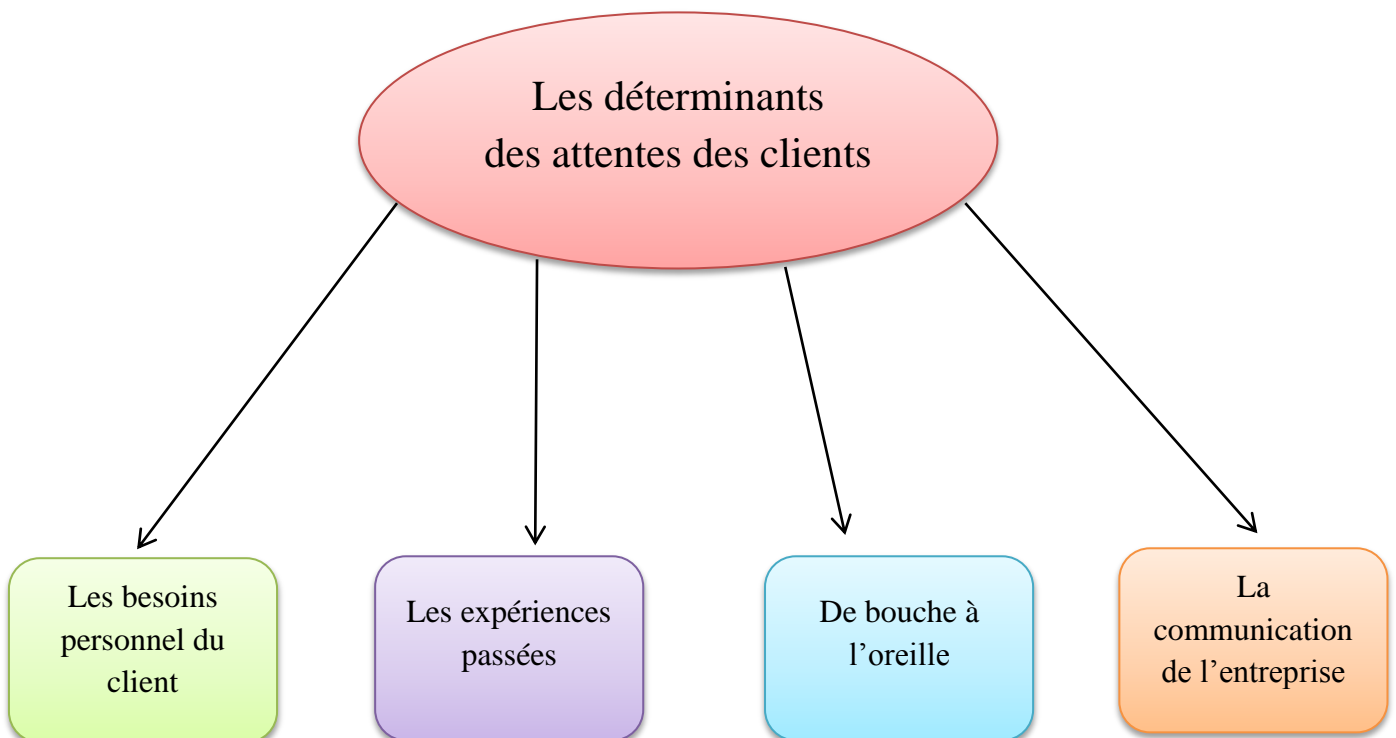 Les déterminants
des attentes des clients
Les besoins
personnel du
client
Les expériences
passées
De bouche à
l’oreille
La
communication
de l’entreprise